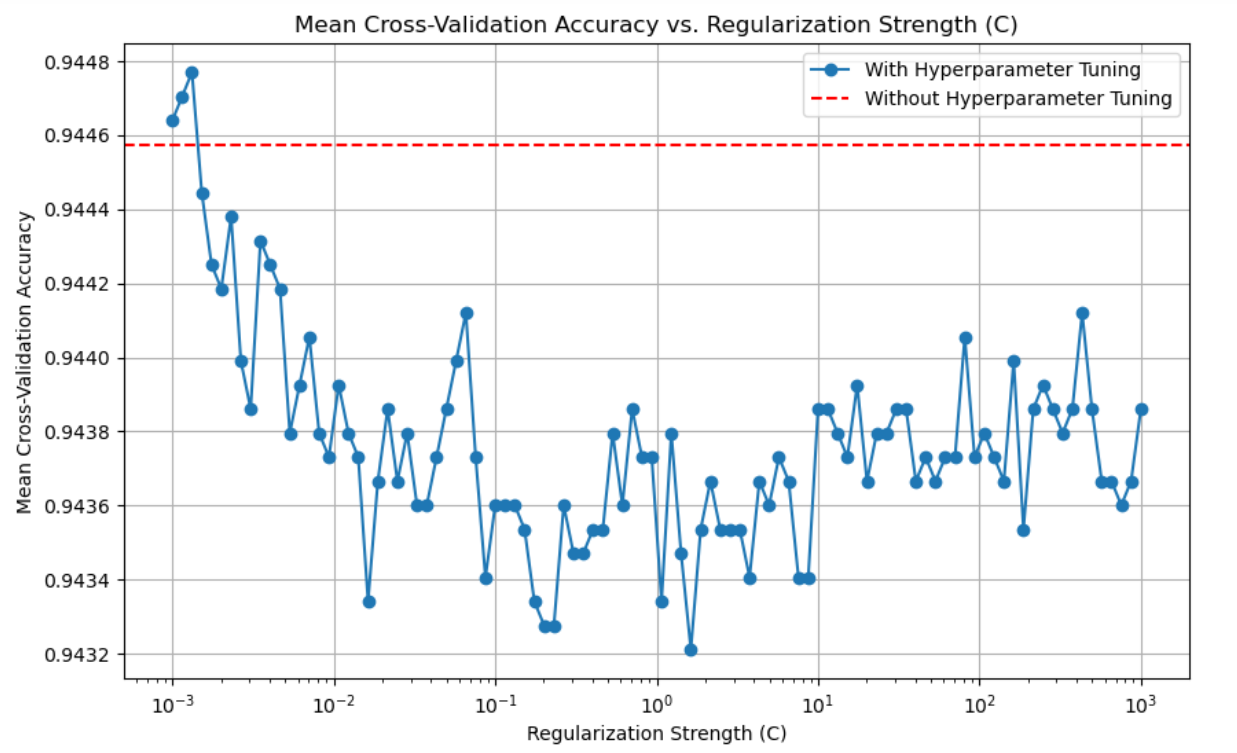 Mean Cross-Validation Accuracy vs. Regularization Strength (C)
With Hyperparameter Tuning
Without Hyperparameter Tuning
Mean Cross-Validation Accuracy
0.9448
0.9446
0.9444
0.9442
0.9440
0.9438
0.9436
0.9434
0.9432
10⁻³ 10⁻² 10⁻¹ 10⁰ 10¹ 10² 10³
Regularization Strength (C)